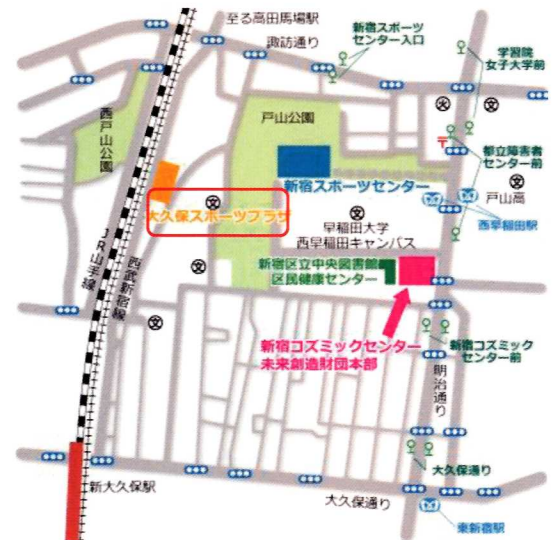 至る高田馬場駅
諏訪通り
新宿スポーツ
センター入口
学習院
女子大学前
西戸山公園
戸山公園
火
文
〒
都立障害者
センター前
新宿スポーツセンター
文
戸山高
文
大久保スポーツプラザ
文
早稲田大学
西早稲田キャンパス
西早稲田駅
JR山手線
西武新宿線
文
新宿区立中央図書館
区民健康センター
文
新宿コズミックセンター
未来創造財団本部
新宿コズミック
センター前
明治通り
大久保通り
新大久保駅
大久保通り
東新宿駅